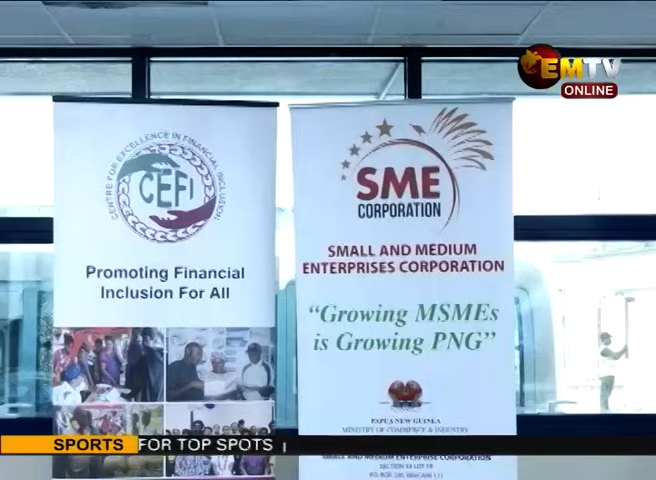 EMTV
ONLINE
CENTRE FOR EXCELLENCE IN FINANCIAL INCLUSION
CEFI
Promoting Financial
Inclusion for All
SME
CORPORATION
SMALL AND MEDIUM
ENTERPRISES CORPORATION
“Growing MSMEs
is Growing PNG”
PAPUA NEW GUINEA
MINISTRY OF COMMERCE & INDUSTRY
SMALL AND MEDIUM ENTERPRISE CORPORATION
SPORTS FOR TOP SPOTS